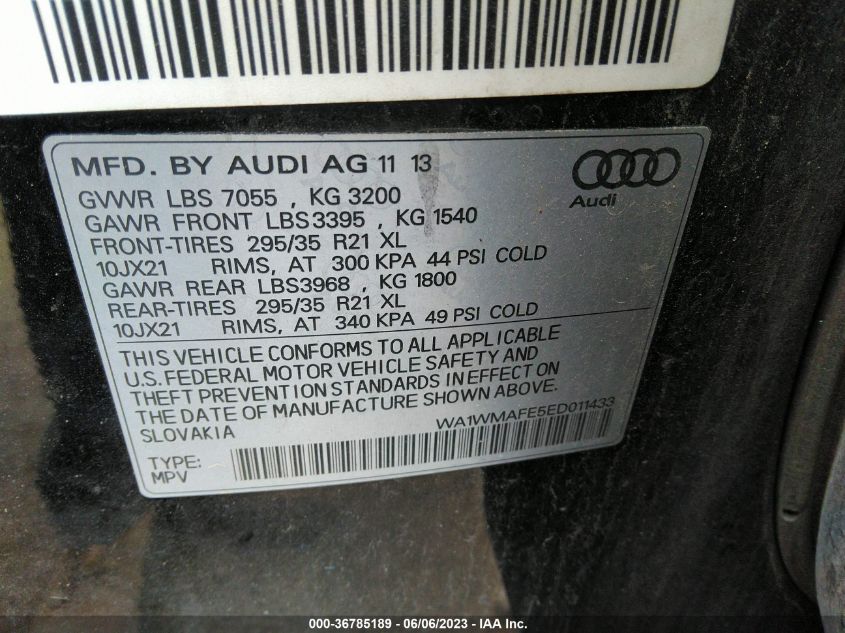 MFD. BY AUDI AG 11 13
Audi
GVWR LBS 7055 , KG 3200
GAWR FRONT LBS3395 , KG 1540
FRONT-TIRES 295/35 R21 XL
10JX21 RIMS, AT 300 KPA 44 PSI COLD
GAWR REAR LBS3968 , KG 1800
REAR-TIRES 295/35 R21 XL
10JX21 RIMS, AT 340 KPA 49 PSI COLD
THIS VEHICLE CONFORMS TO ALL APPLICABLE
U.S. FEDERAL MOTOR VEHICLE SAFETY AND
THEFT PREVENTION STANDARDS IN EFFECT ON
THE DATE OF MANUFACTURE SHOWN ABOVE.
SLOVAKIA
WA1WMAFE5ED011433
TYPE:
MPV
000-36785189 - 06/06/2023 - IAA Inc.